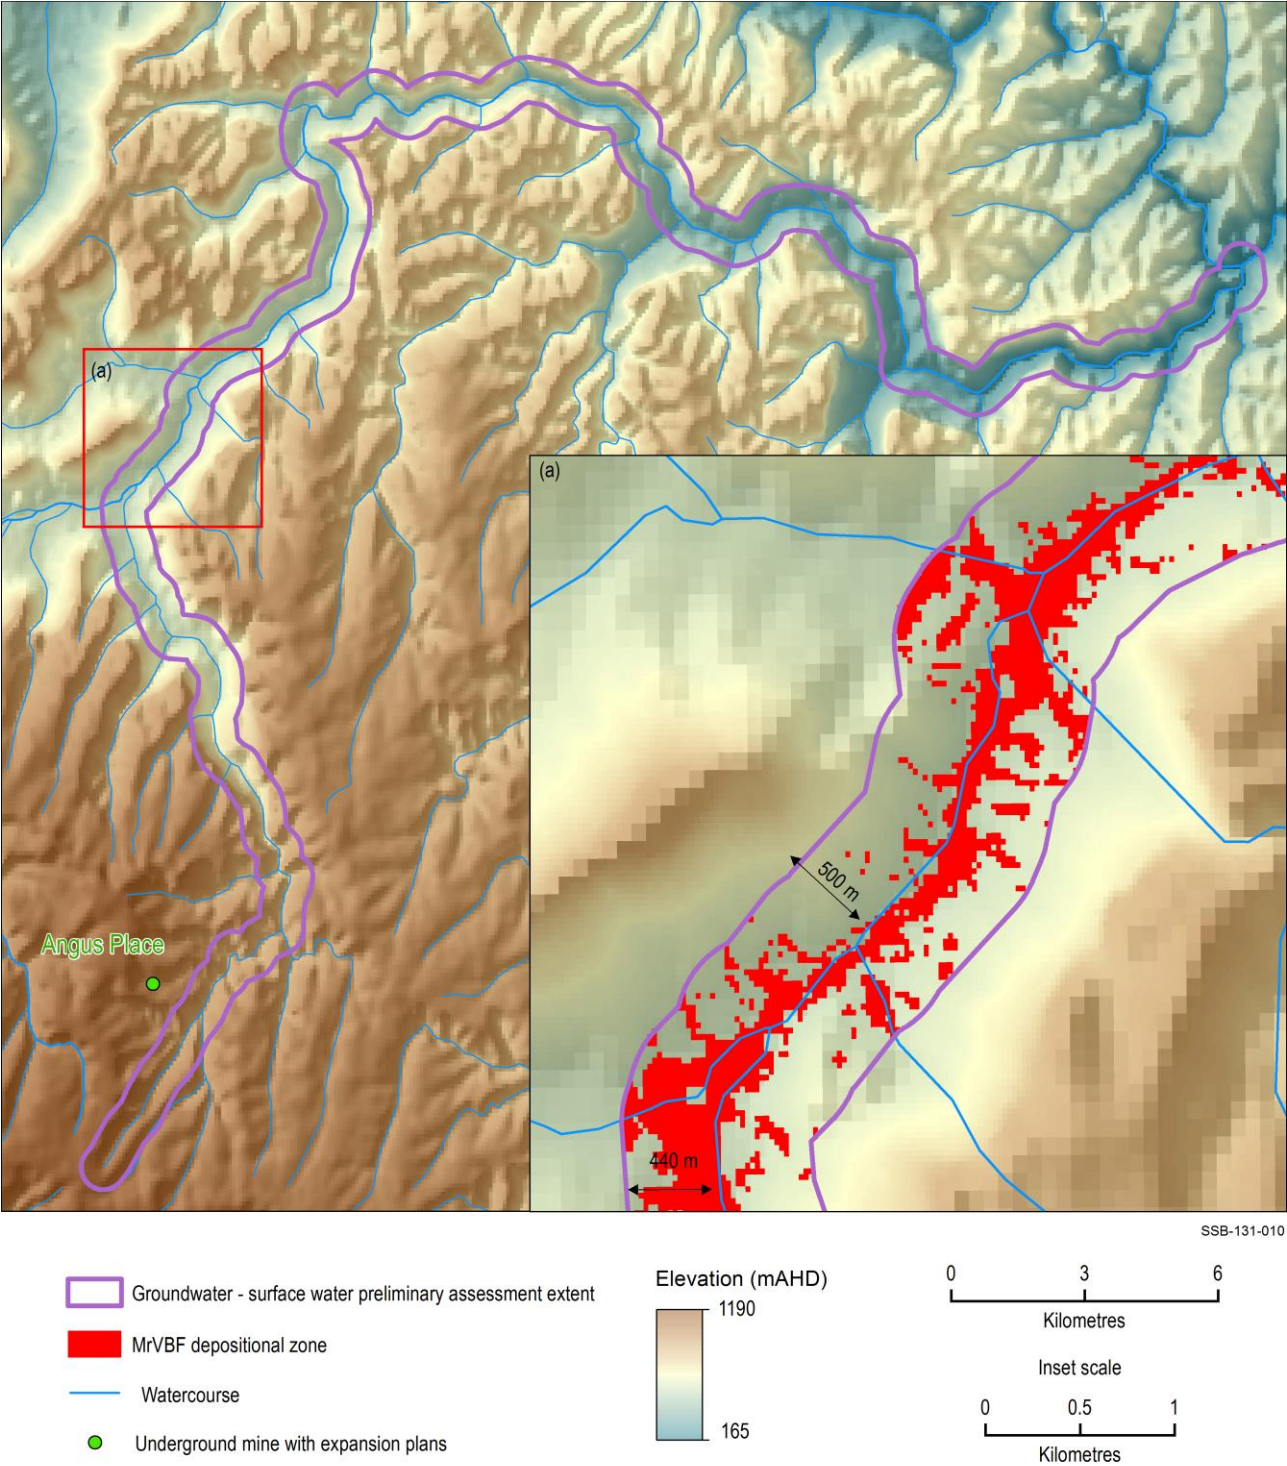 (a)
(a)
500 m
Angus Place
440 m
SSB-131-010
Groundwater - surface water preliminary assessment extent
MrVBF depositional zone
Watercourse
Underground mine with expansion plans
Elevation (mAHD)
1190
165
0 3 6
Kilometres
Inset scale
0 0.5 1
Kilometres